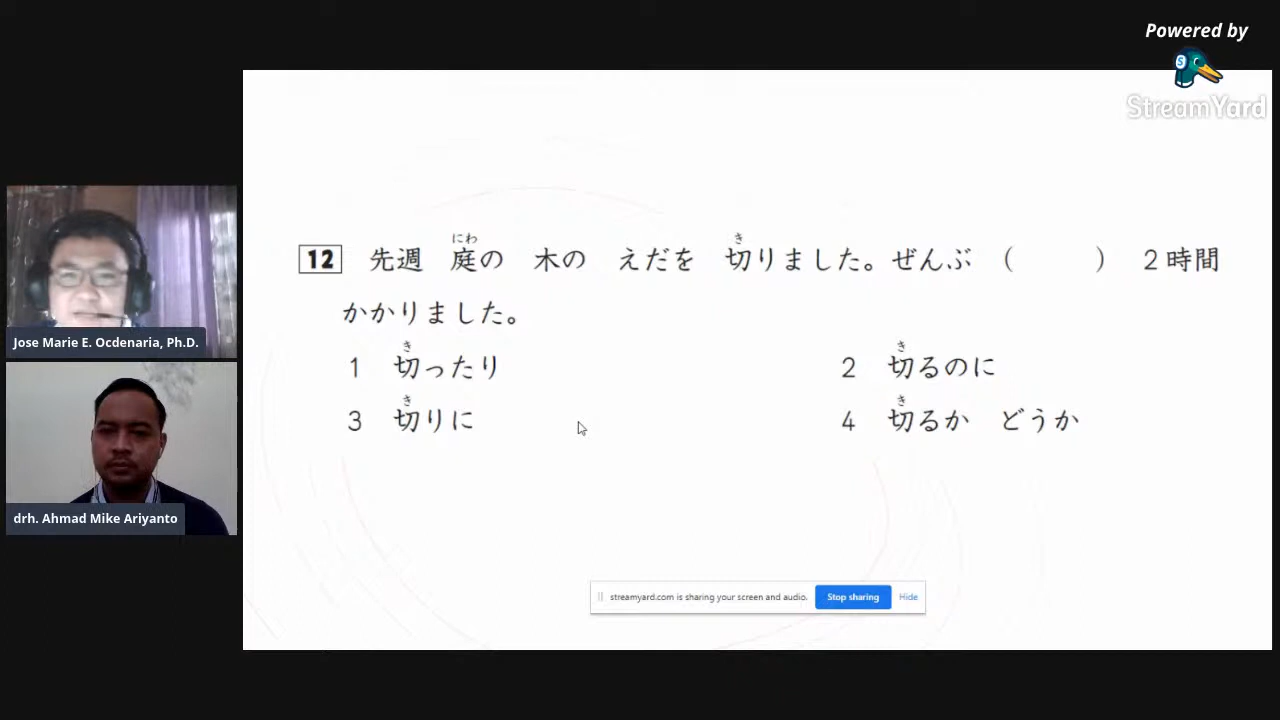 Powered by
StreamYard
Jose Marie E. Ocdenaria, Ph.D.
drh. Ahmad Mike Ariyanto
にわ き
12 先週 庭の 木の えだを 切りました。ぜんぶ ( ) 2時間
かかりました。
き き
1 切ったり 2 切るのに
き き
3 切りに 4 切るか どうか
streamyard.com is sharing your screen and audio. Stop sharing Hide